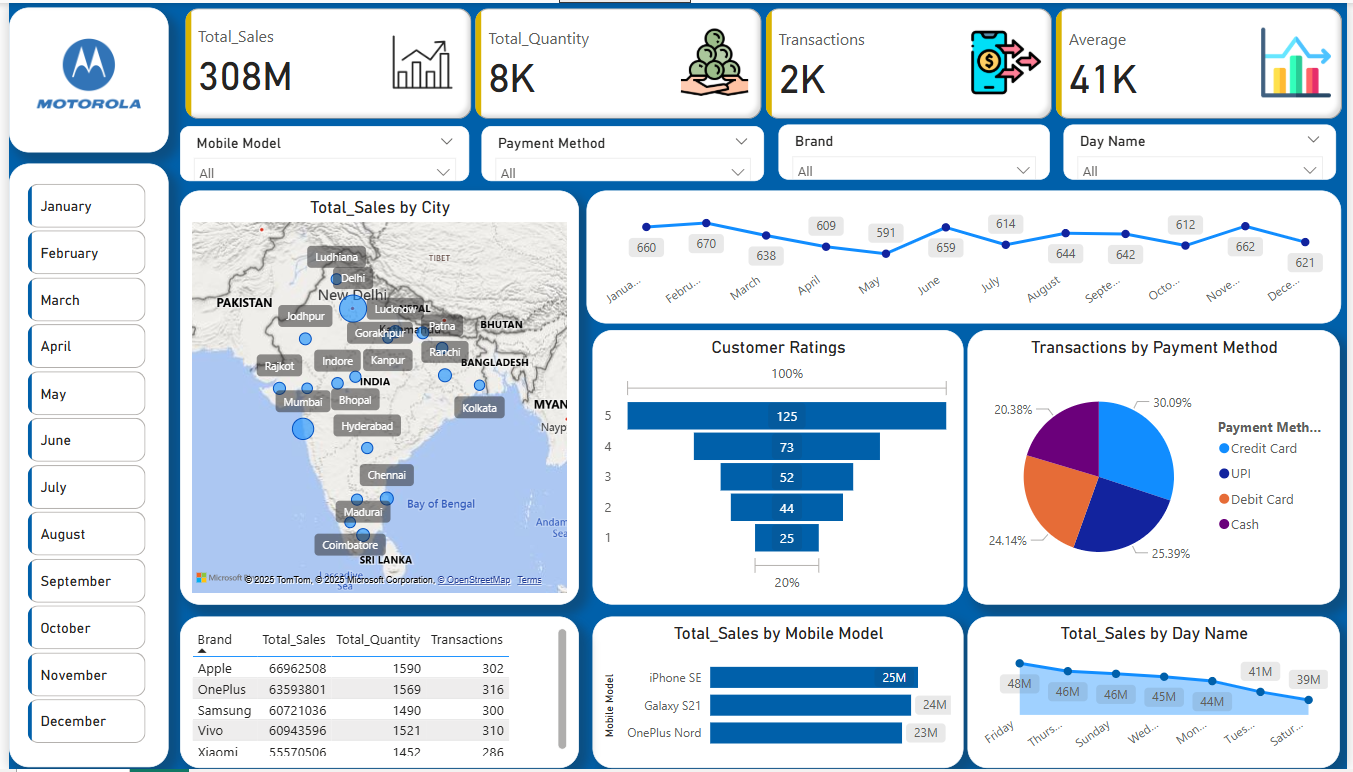 MOTOROLA
Total_Sales
308M
Total_Quantity
8K
Transactions
2K
Average
41K
Mobile Model
All
Payment Method
All
Brand
All
Day Name
All
January
February
March
April
May
June
July
August
September
October
November
December
Total_Sales by City
Ludhiana
TIBET
Delhi
New Delhi
PAKISTAN
Lucknow
Jodhpur
Patna
BHUTAN
Gorakhpur
Ranchi
Indore
Kanpur
BANGLADESH
Rajkot
INDIA
Mumbai
Bhopal
Kolkata
MYAN
Hyderabad
Nayp
Chennai
Bay of Bengal
Madurai
Andam
Sea
Coimbatore
SRI LANKA
© 2025 TomTom, © 2025 Microsoft Corporation, © OpenStreetMap Terms
660
670
638
609
591
659
614
644
642
612
662
621
Janua...
Febru...
March
April
May
June
July
August
Septe...
Octo...
Nove...
Dece...
Customer Ratings
100%
5 125
4 73
3 52
2 44
1 25
20%
Transactions by Payment Method
20.38%
30.09%
24.14%
25.39%
Payment Meth...
Credit Card
UPI
Debit Card
Cash
Brand Total_Sales Total_Quantity Transactions
Apple 66962508 1590 302
OnePlus 63593801 1569 316
Samsung 60721036 1490 300
Vivo 60943596 1521 310
Xiaomi 55570506 1452 286
Total_Sales by Mobile Model
Mobile Model
iPhone SE 25M
Galaxy S21 24M
OnePlus Nord 23M
Total_Sales by Day Name
48M
46M
46M
45M
44M
41M
39M
Friday
Thurs...
Sunday
Wed...
Mon...
Tues...
Satur...